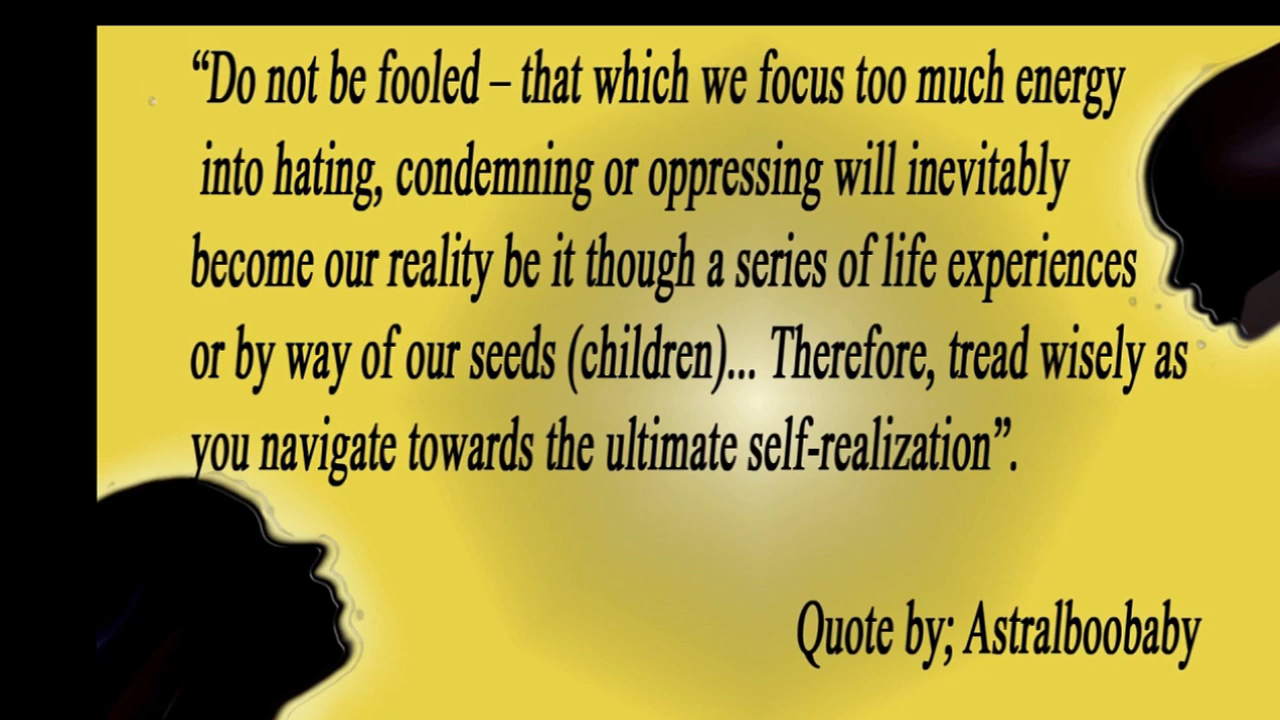 “Do not be fooled – that which we focus too much energy
into hating, condemning or oppressing will inevitably
become our reality be it though a series of life experiences
or by way of our seeds (children)... Therefore, tread wisely as
you navigate towards the ultimate self-realization”.
Quote by; Astralboobaby